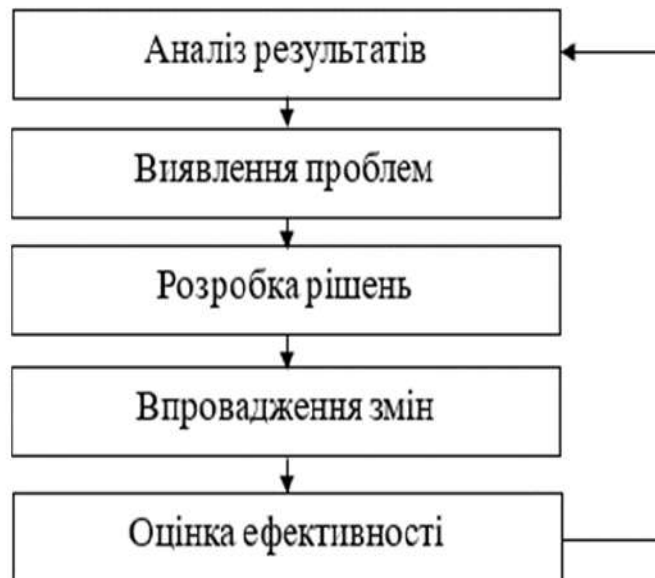 Аналіз результатів
Виявлення проблем
Розробка рішень
Впровадження змін
Оцінка ефективності